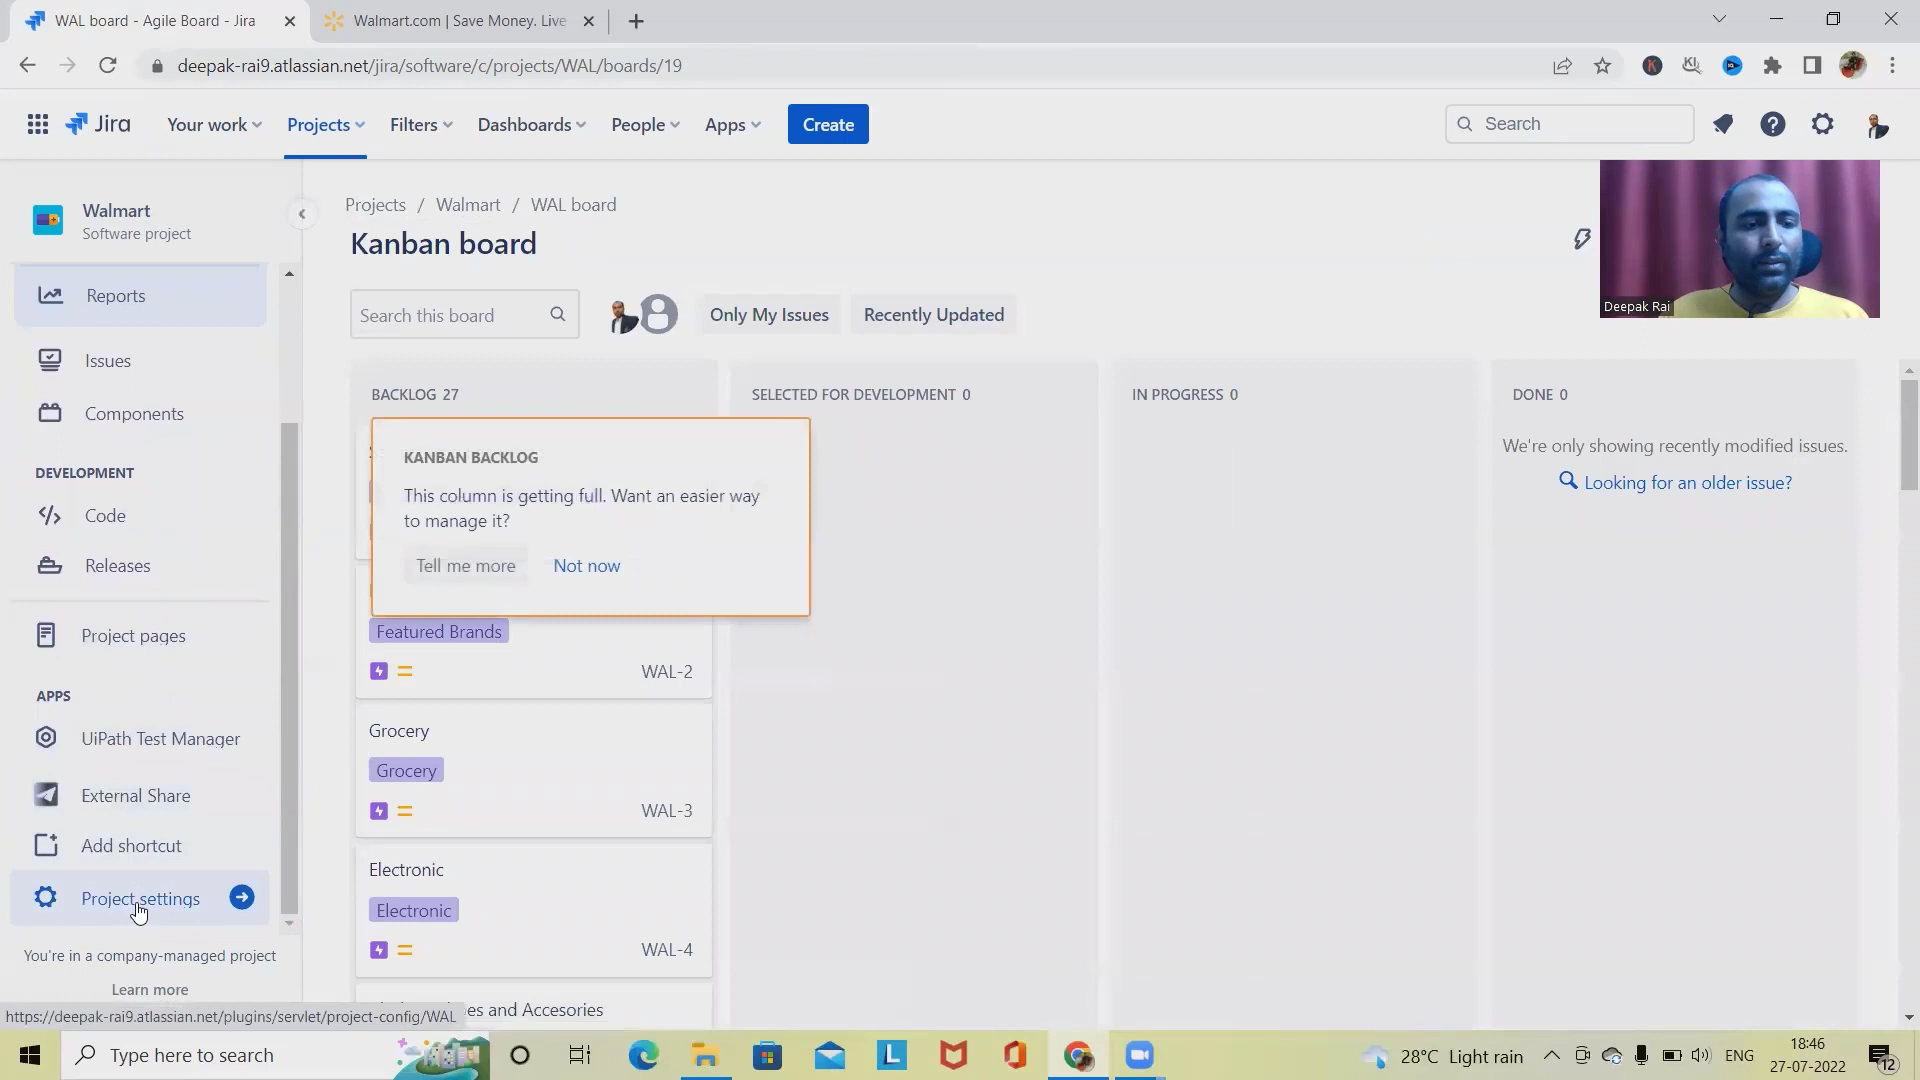 WAL board - Agile Board - Jira
Walmart.com | Save Money. Live
deepak-rai9.atlassian.net/jira/software/c/projects/WAL/boards/19
Jira
Your work
Projects
Filters
Dashboards
People
Apps
Create
Search
Walmart
Software project
Reports
Issues
Components
DEVELOPMENT
Code
Releases
Project pages
APPS
UiPath Test Manager
External Share
Add shortcut
Project settings
You're in a company-managed project
Learn more
https://deepak-rai9.atlassian.net/plugins/servlet/project-config/WAL
Projects / Walmart / WAL board
Kanban board
Search this board
Only My Issues
Recently Updated
Deepak Rai
BACKLOG 27
SELECTED FOR DEVELOPMENT 0
IN PROGRESS 0
DONE 0
We're only showing recently modified issues.
Looking for an older issue?
KANBAN BACKLOG
This column is getting full. Want an easier way
to manage it?
Tell me more
Not now
Featured Brands
WAL-2
Grocery
Grocery
WAL-3
Electronic
Electronic
WAL-4
es and Accesories
Type here to search
28°C Light rain
ENG
18:46
27-07-2022
12